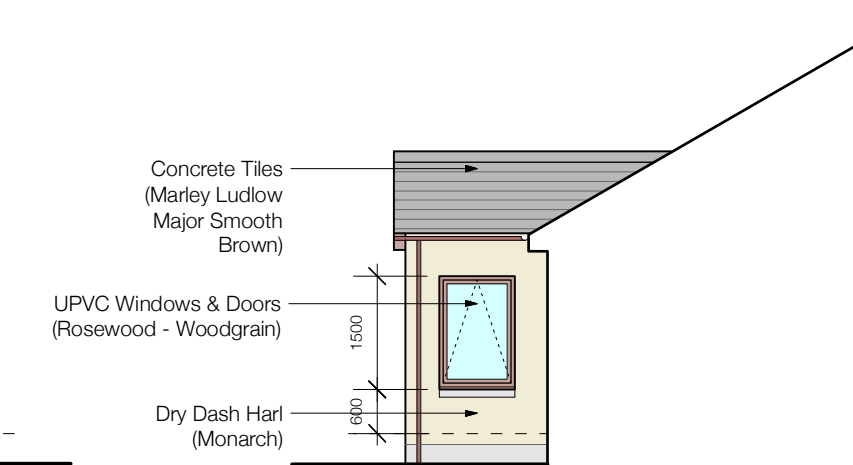 Concrete Tiles
(Marley Ludlow
Major Smooth
Brown)
UPVC Windows & Doors
(Rosewood - Woodgrain)
1500
600
Dry Dash Harl
(Monarch)